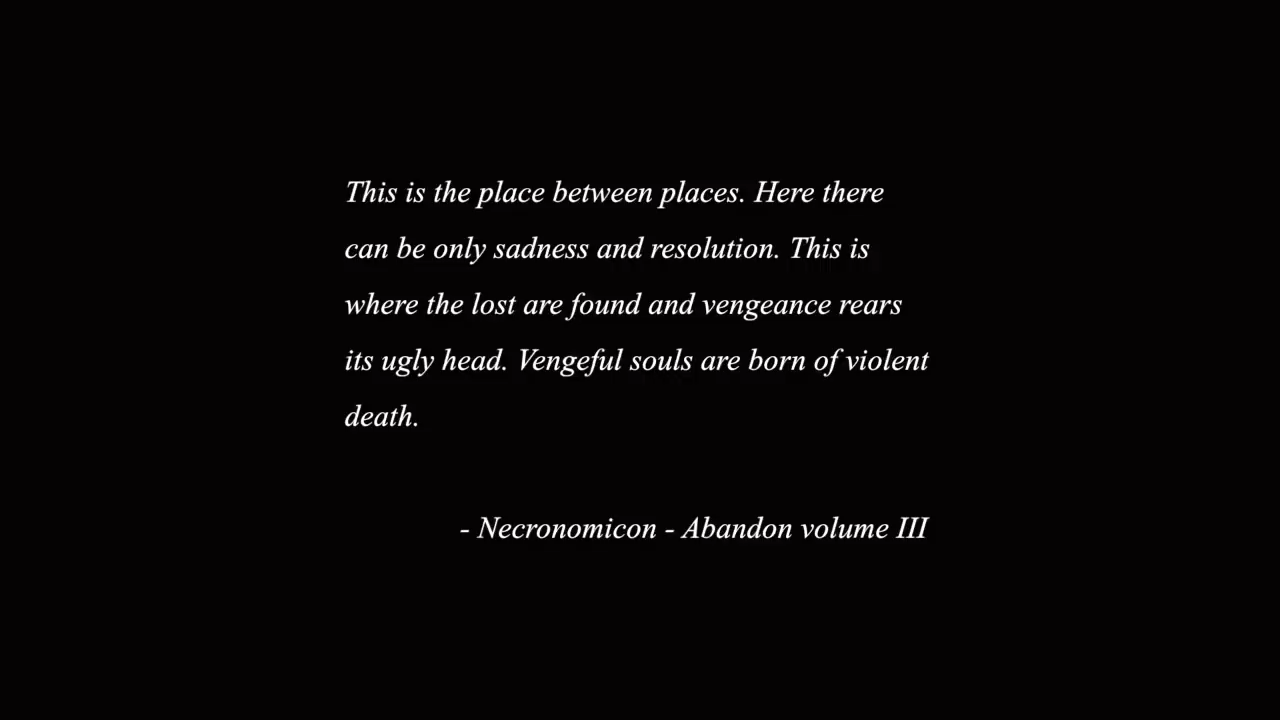 This is the place between places. Here there
can be only sadness and resolution. This is
where the lost are found and vengeance rears
its ugly head. Vengeful souls are born of violent
death.
- Necronomicon - Abandon volume III